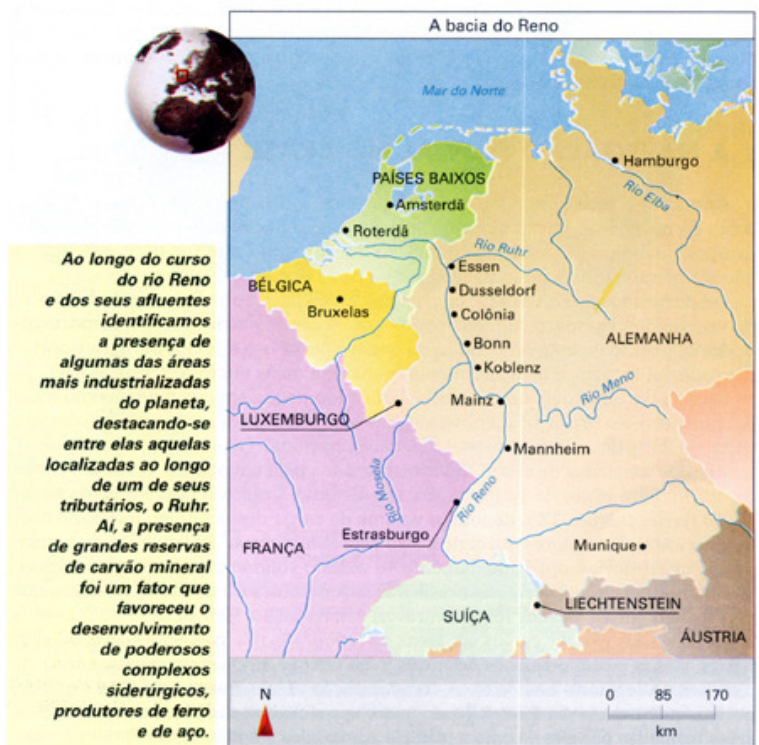 A bacia do Reno
Mar do Norte
Hamburgo
PAÍSES BAIXOS
Rio Elba
Amsterdã
Roterdã
Rio Ruhr
Essen
BÉLGICA
Dusseldorf
Bruxelas
Colônia
ALEMANHA
Bonn
Koblenz
Rio Meno
Mainz
LUXEMBURGO
Mannheim
Rio Mosela
Rio Reno
Estrasburgo
FRANÇA
Munique
LIECHTENSTEIN
SUÍÇA
ÁUSTRIA
N
0 85 170
km
Ao longo do curso
do rio Reno
e dos seus afluentes
identificamos
a presença de
algumas das áreas
mais industrializadas
do planeta,
destacando-se
entre elas aquelas
localizadas ao longo
de um de seus
tributários, o Ruhr.
Aí, a presença
de grandes reservas
de carvão mineral
foi um fator que
favoreceu o
desenvolvimento
de poderosos
complexos
siderúrgicos,
produtores de ferro
e de aço.